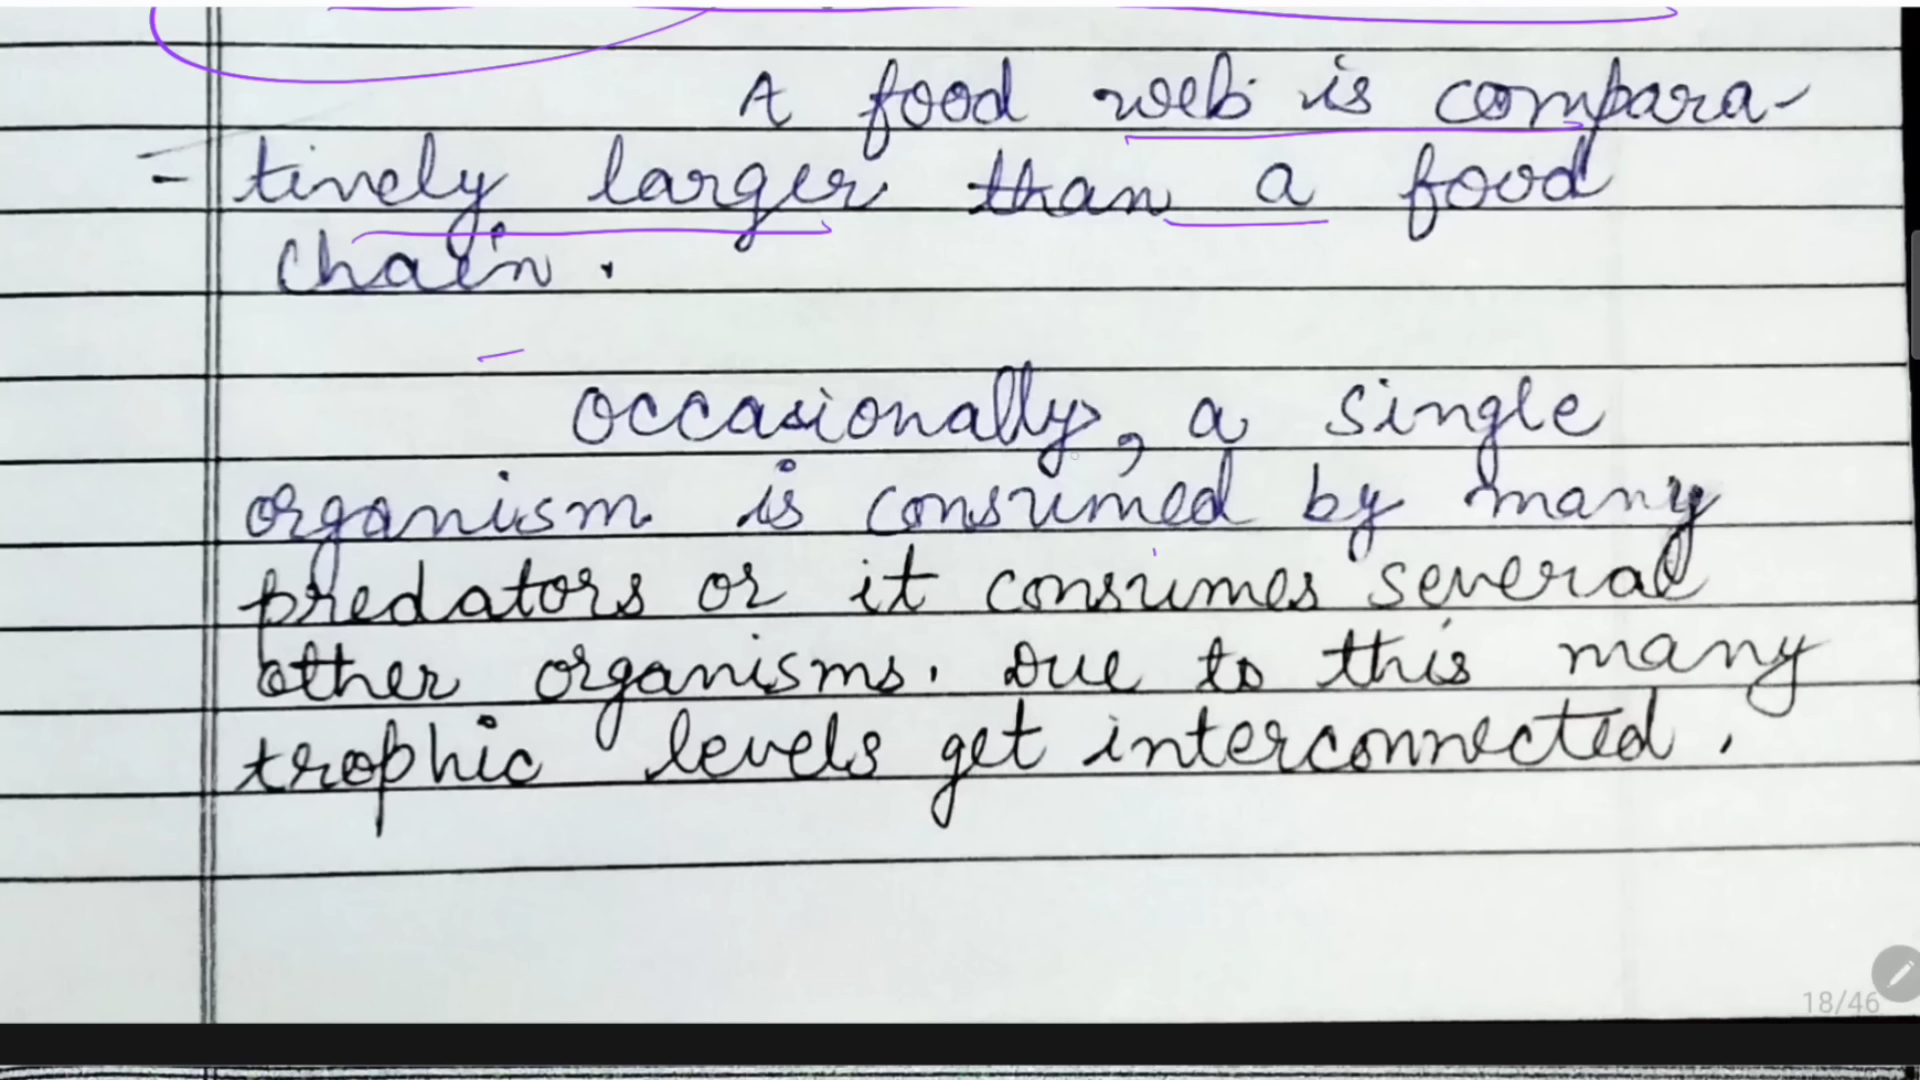 A food web is compara-
tively larger than a food
chain.
Occasionally, a single
organism is consumed by many
predators or it consumes several
other organisms. Due to this many
trophic levels get interconnected.
18/46